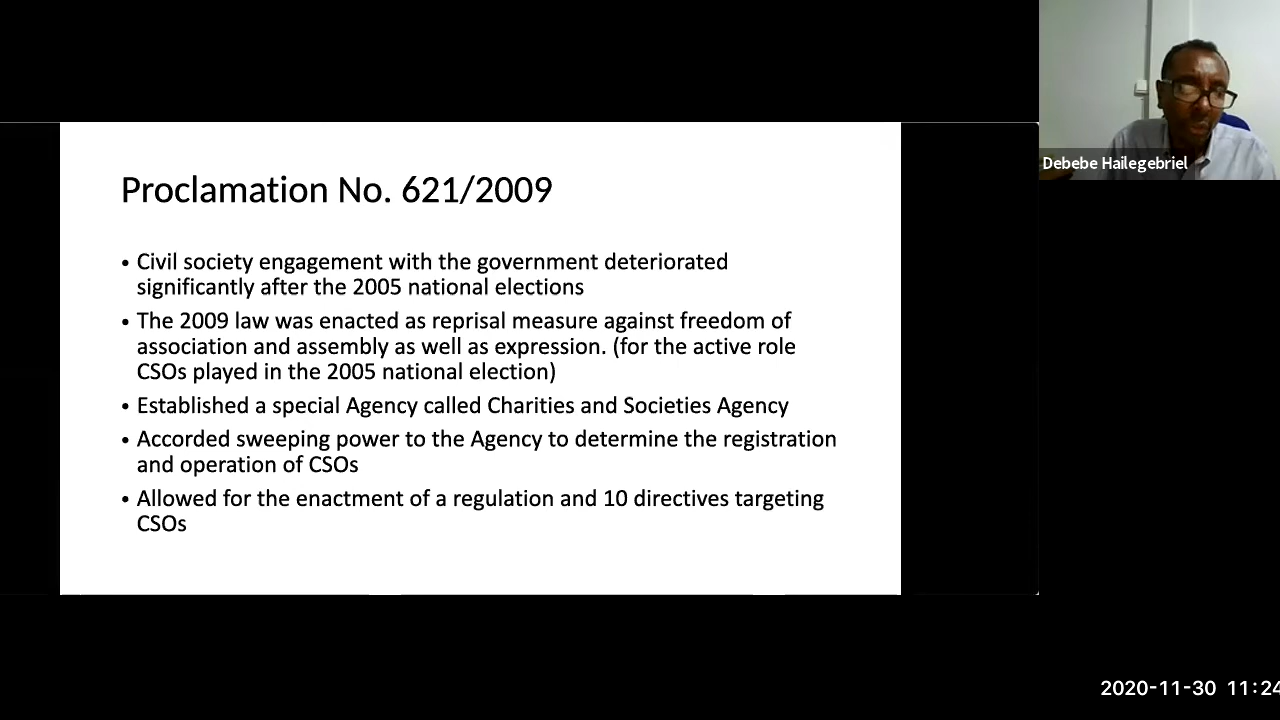 Proclamation No. 621/2009
• Civil society engagement with the government deteriorated
significantly after the 2005 national elections
• The 2009 law was enacted as reprisal measure against freedom of
association and assembly as well as expression. (for the active role
CSOs played in the 2005 national election)
• Established a special Agency called Charities and Societies Agency
• Accorded sweeping power to the Agency to determine the registration
and operation of CSOs
• Allowed for the enactment of a regulation and 10 directives targeting
CSOs
Debebe Hailegebriel
2020-11-30 11:24